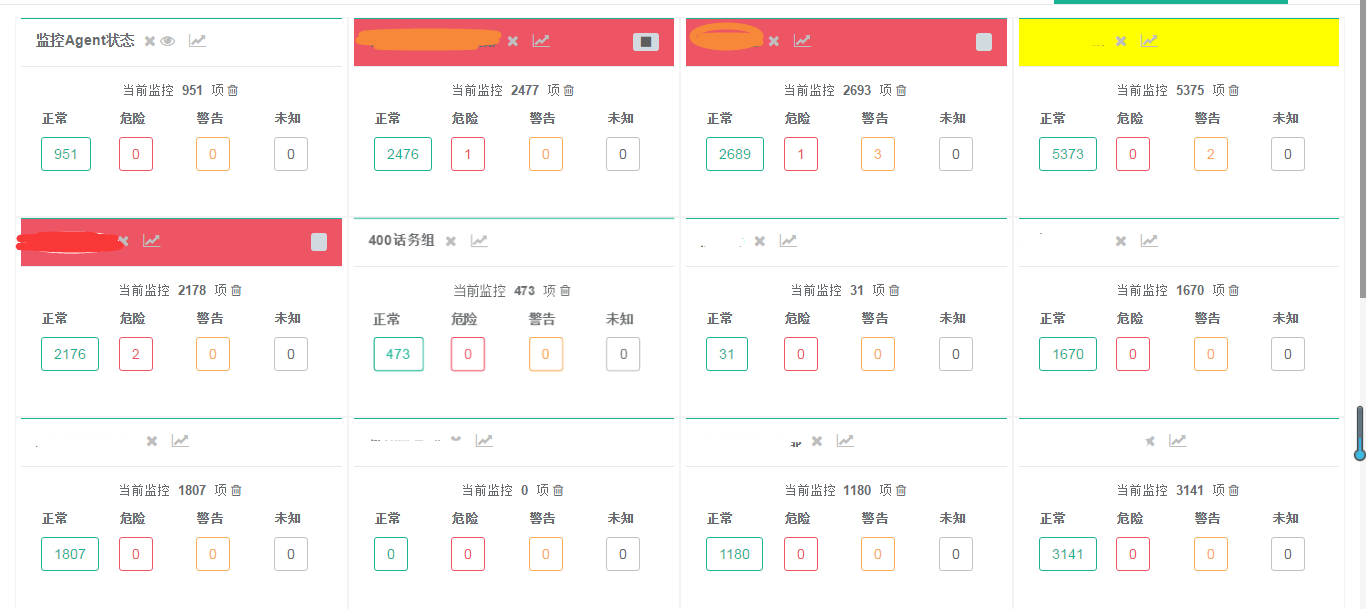 监控Agent状态
当前监控 951 项
正常 危险 警告 未知
951 0 0 0
当前监控 2477 项
正常 危险 警告 未知
2476 1 0 0
当前监控 2693 项
正常 危险 警告 未知
2689 1 3 0
当前监控 5375 项
正常 危险 警告 未知
5373 0 2 0
当前监控 2178 项
正常 危险 警告 未知
2176 2 0 0
400话务组
当前监控 473 项
正常 危险 警告 未知
473 0 0 0
当前监控 31 项
正常 危险 警告 未知
31 0 0 0
当前监控 1670 项
正常 危险 警告 未知
1670 0 0 0
当前监控 1807 项
正常 危险 警告 未知
1807 0 0 0
当前监控 0 项
正常 危险 警告 未知
0 0 0 0
当前监控 1180 项
正常 危险 警告 未知
1180 0 0 0
当前监控 3141 项
正常 危险 警告 未知
3141 0 0 0